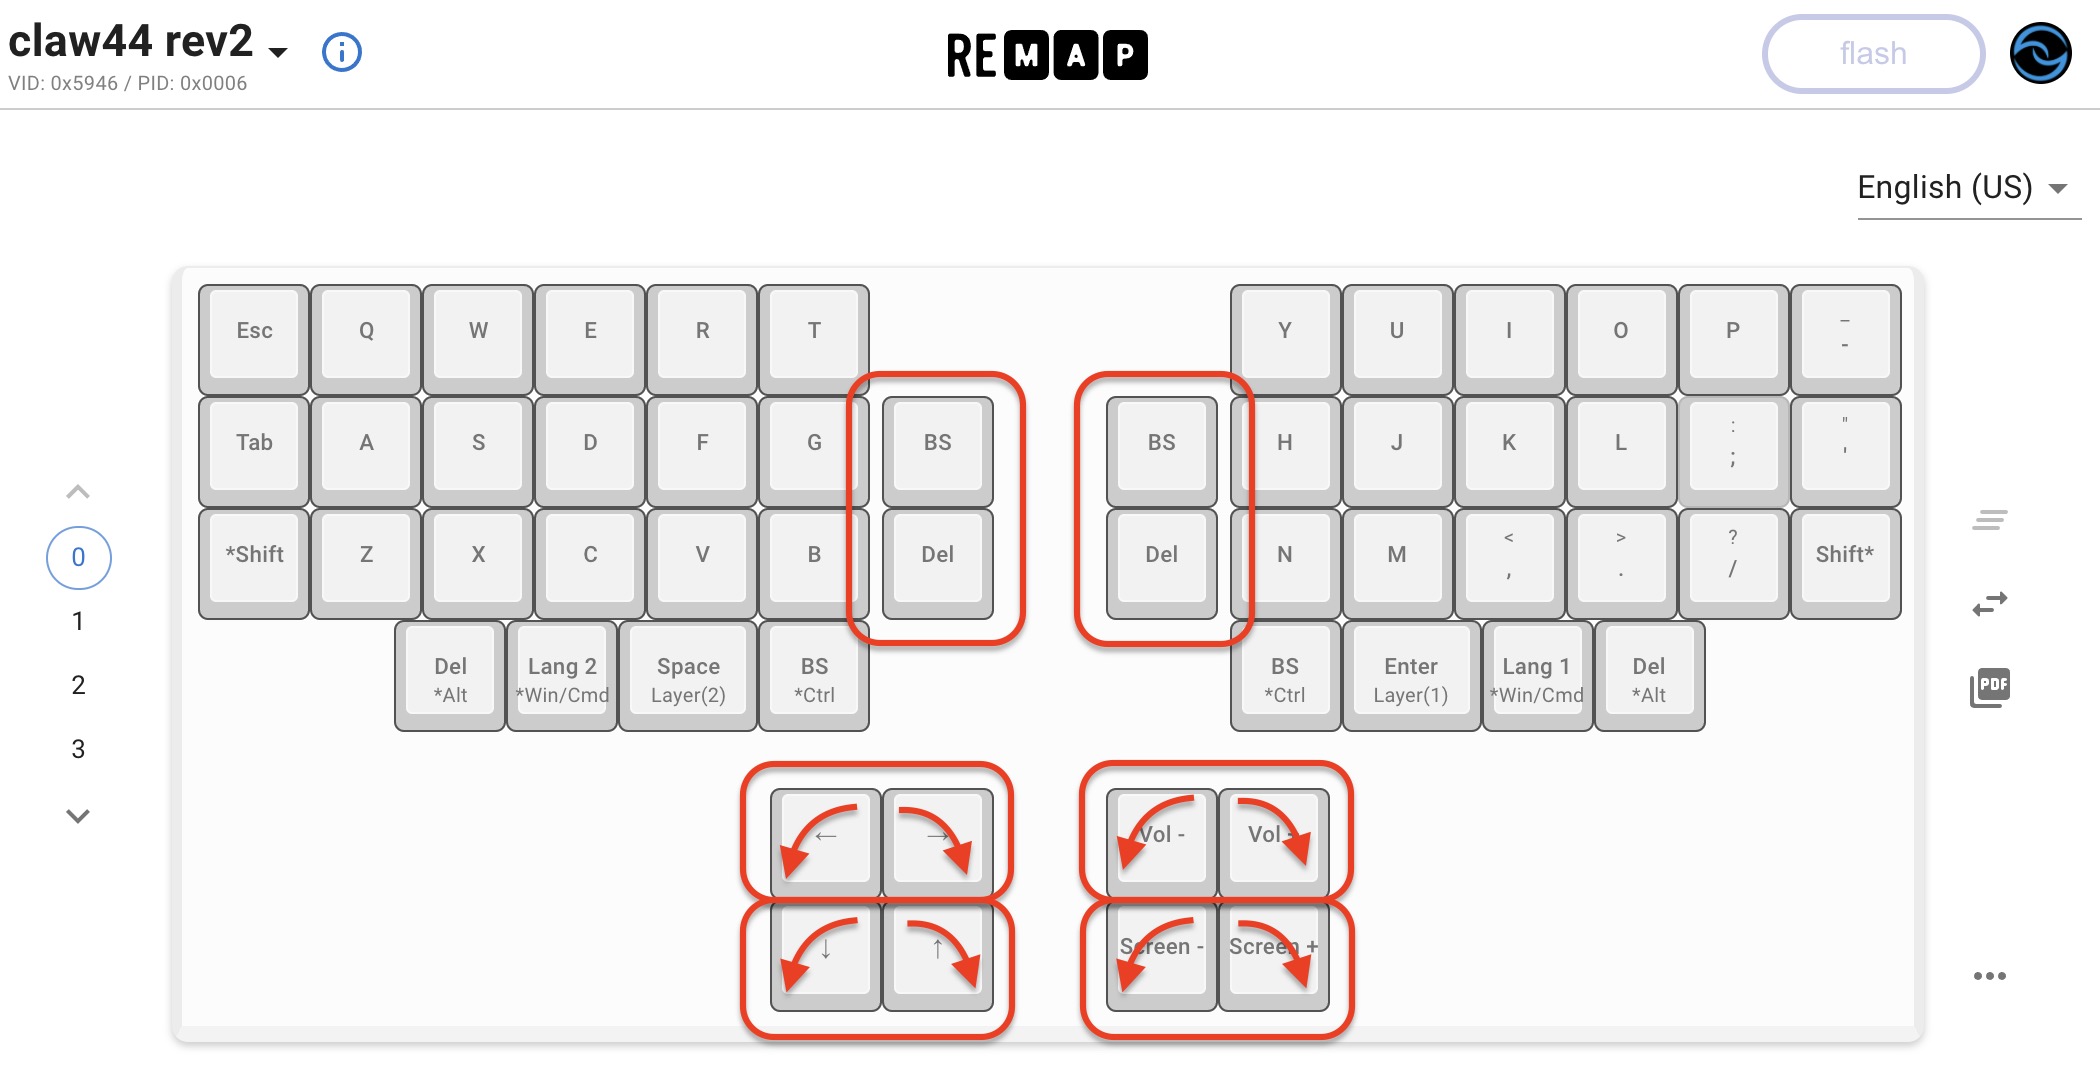 claw44 rev2
VID: 0x5946 / PID: 0x0006
REMAP
flash
English (US)
Esc Q W E R T Y U I O P _ -
Tab A S D F G BS BS H J K L : ; " '
*Shift Z X C V B Del Del N M < , > . ? / Shift*
Del *Alt Lang 2 *Win/Cmd Space Layer(2) BS *Ctrl BS *Ctrl Enter Layer(1) Lang 1 *Win/Cmd Del *Alt
← → Vol - Vol +
↓ ↑ Screen - Screen +
0
1
2
3
PDF